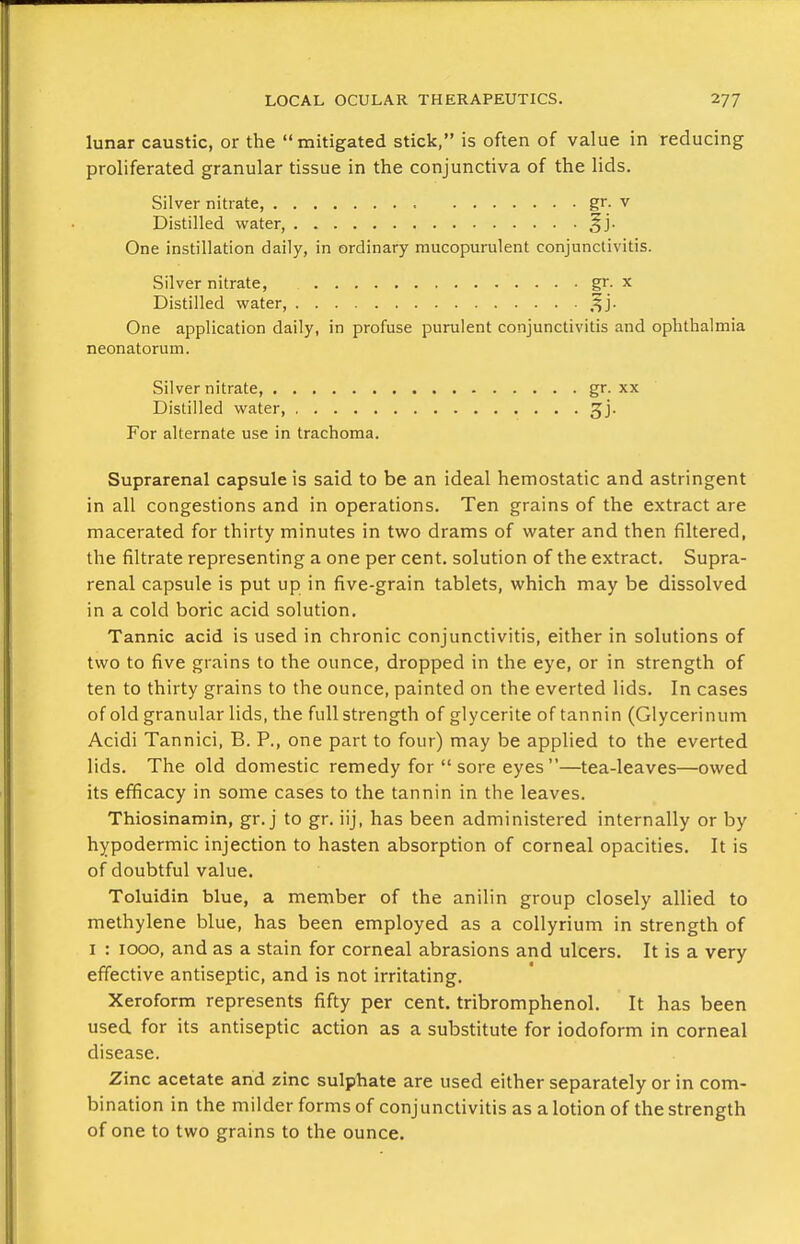 LOCAL OCULAR THERAPEUTICS. 277
lunar caustic, or the “mitigated stick,” is often of value in reducing
proliferated granular tissue in the conjunctiva of the lids.
Silver nitrate, . . . . . . . . . . . . . . . . gr. v
Distilled water, . . . . . . . . . . . . . . . ℥j.
One instillation daily, in ordinary mucopurulent conjunctivitis.
Silver nitrate, . . . . . . . . . . . . . . gr. x
Distilled water, . . . . . . . . . . . . . . . ℥j.
One application daily, in profuse purulent conjunctivitis and ophthalmia
neonatorum.
Silver nitrate, . . . . . . . . . . . . . . . . gr. xx
Distilled water, . . . . . . . . . . . . . . . ℥j.
For alternate use in trachoma.
Suprarenal capsule is said to be an ideal hemostatic and astringent
in all congestions and in operations. Ten grains of the extract are
macerated for thirty minutes in two drams of water and then filtered,
the filtrate representing a one per cent. solution of the extract. Supra-
renal capsule is put up in five-grain tablets, which may be dissolved
in a cold boric acid solution.
Tannic acid is used in chronic conjunctivitis, either in solutions of
two to five grains to the ounce, dropped in the eye, or in strength of
ten to thirty grains to the ounce, painted on the everted lids. In cases
of old granular lids, the full strength of glycerite of tannin (Glycerinum
Acidi Tannici, B. P., one part to four) may be applied to the everted
lids. The old domestic remedy for “sore eyes”—tea-leaves—owed
its efficacy in some cases to the tannin in the leaves.
Thiosinamin, gr. j to gr. iij, has been administered internally or by
hypodermic injection to hasten absorption of corneal opacities. It is
of doubtful value.
Toluidin blue, a member of the anilin group closely allied to
methylene blue, has been employed as a collyrium in strength of
1 : 1000, and as a stain for corneal abrasions and ulcers. It is a very
effective antiseptic, and is not irritating.
Xeroform represents fifty per cent. tribromphenol. It has been
used for its antiseptic action as a substitute for iodoform in corneal
disease.
Zinc acetate and zinc sulphate are used either separately or in com-
bination in the milder forms of conjunctivitis as a lotion of the strength
of one to two grains to the ounce.